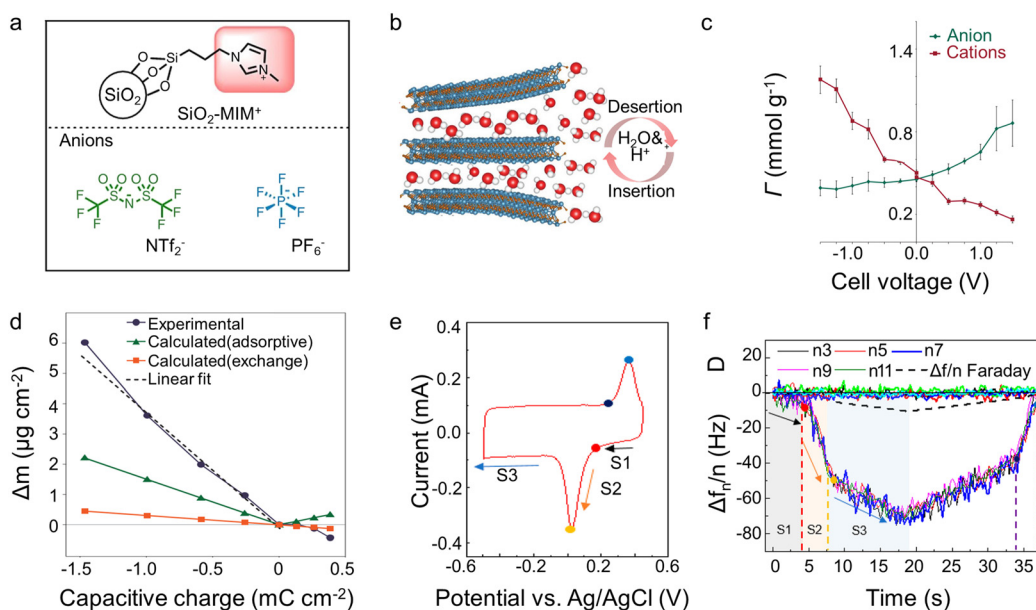 a
O
Si
O
O
N
N
+
SiO2
SiO2-MIM+
Anions
O O O O
F S S F
N
F F F F
NTf2-
F
F F
P-
F F
F
PF6-
b
Desertion
H2O&
H+
Insertion
c
Anion
Cations
1.4
0.8
0.2
Γ (mmol g-1)
-1.0 0.0 1.0
Cell voltage (V)
d
Experimental
Calculated(adsorptive)
Calculated(exchange)
Linear fit
6
5
4
3
2
1
0
Δm (μg cm-2)
-1.5 -1.0 -0.5 0.0 0.5
Capacitive charge (mC cm-2)
e
0.4
0.2
0.0
-0.2
-0.4
Current (mA)
S1
S2
S3
-0.6 -0.2 0.2 0.6
Potential vs. Ag/AgCl (V)
f
n3 n5 n7
n9 n11 Δf/n Faraday
D
0
-20
-40
-60
-80
Δfn/n (Hz)
S1 S2 S3
0 5 10 15 20 25 30 35
Time (s)